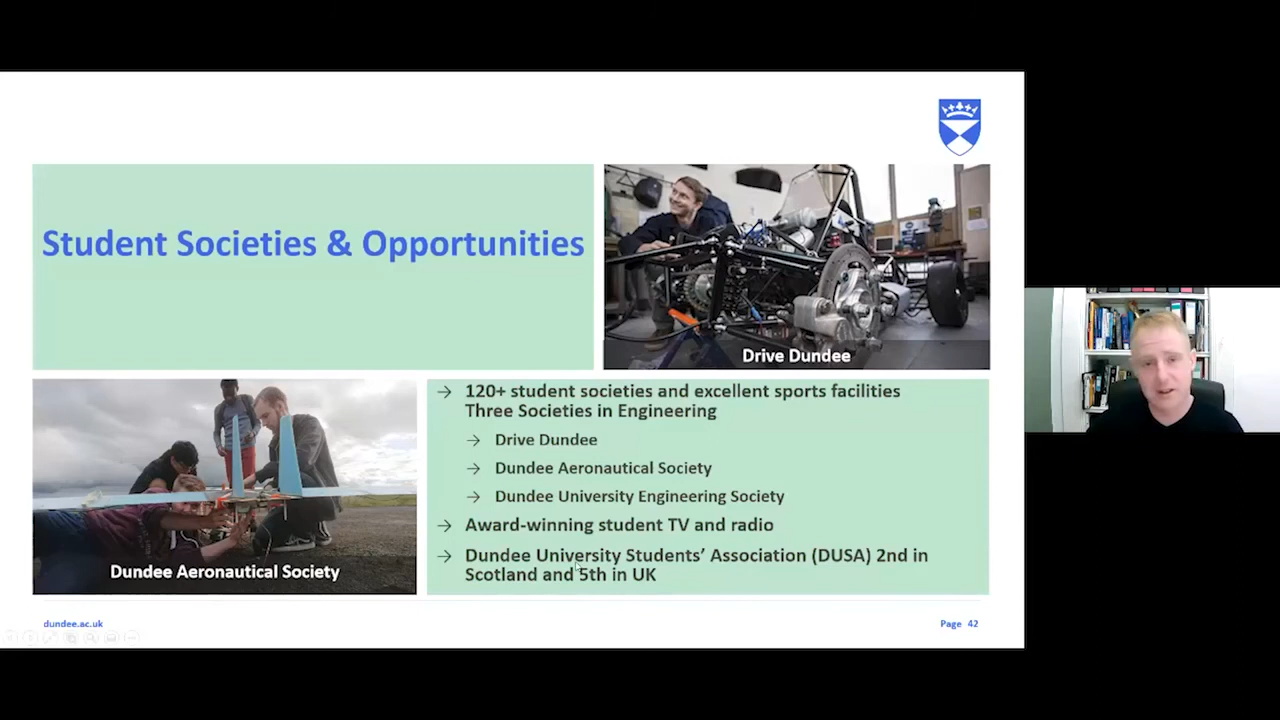 Student Societies & Opportunities
Drive Dundee
Dundee Aeronautical Society
→ 120+ student societies and excellent sports facilities
Three Societies in Engineering
→ Drive Dundee
→ Dundee Aeronautical Society
→ Dundee University Engineering Society
→ Award-winning student TV and radio
→ Dundee University Students’ Association (DUSA) 2nd in
Scotland and 5th in UK
dundee.ac.uk
Page 42